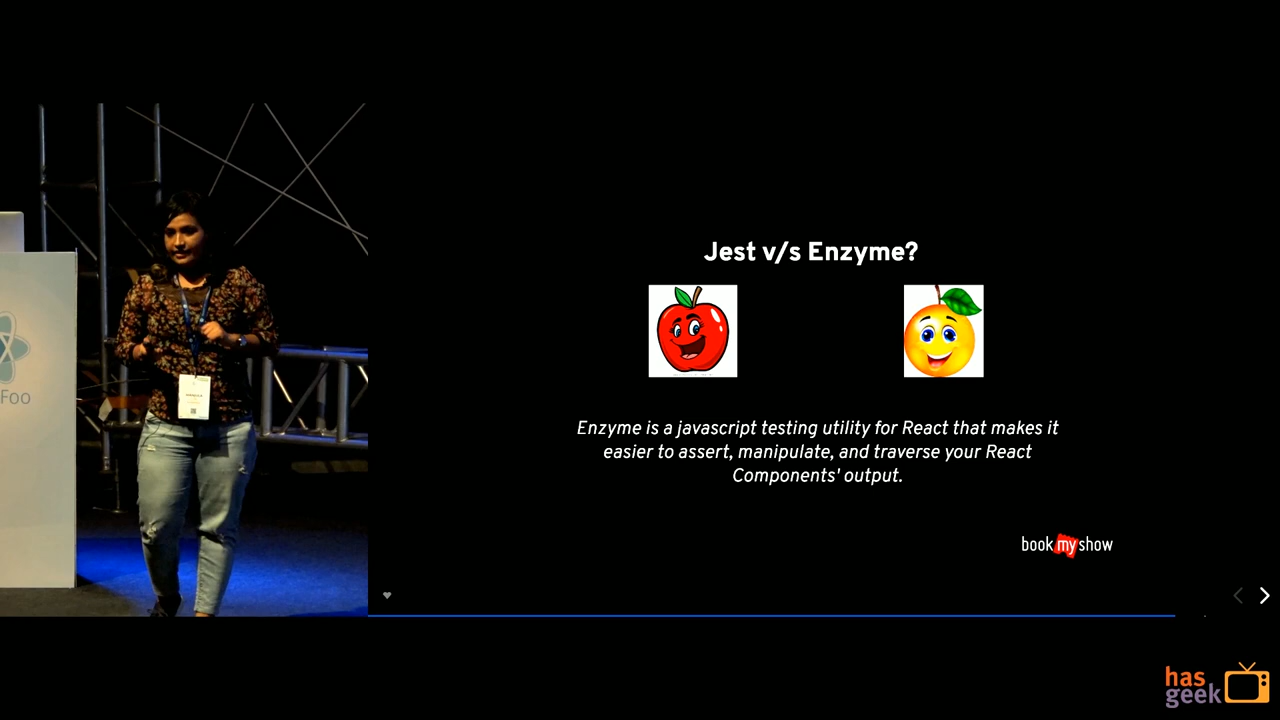 Jest v/s Enzyme?
Enzyme is a javascript testing utility for React that makes it
easier to assert, manipulate, and traverse your React
Components' output.
book my show
Foo
has
geek